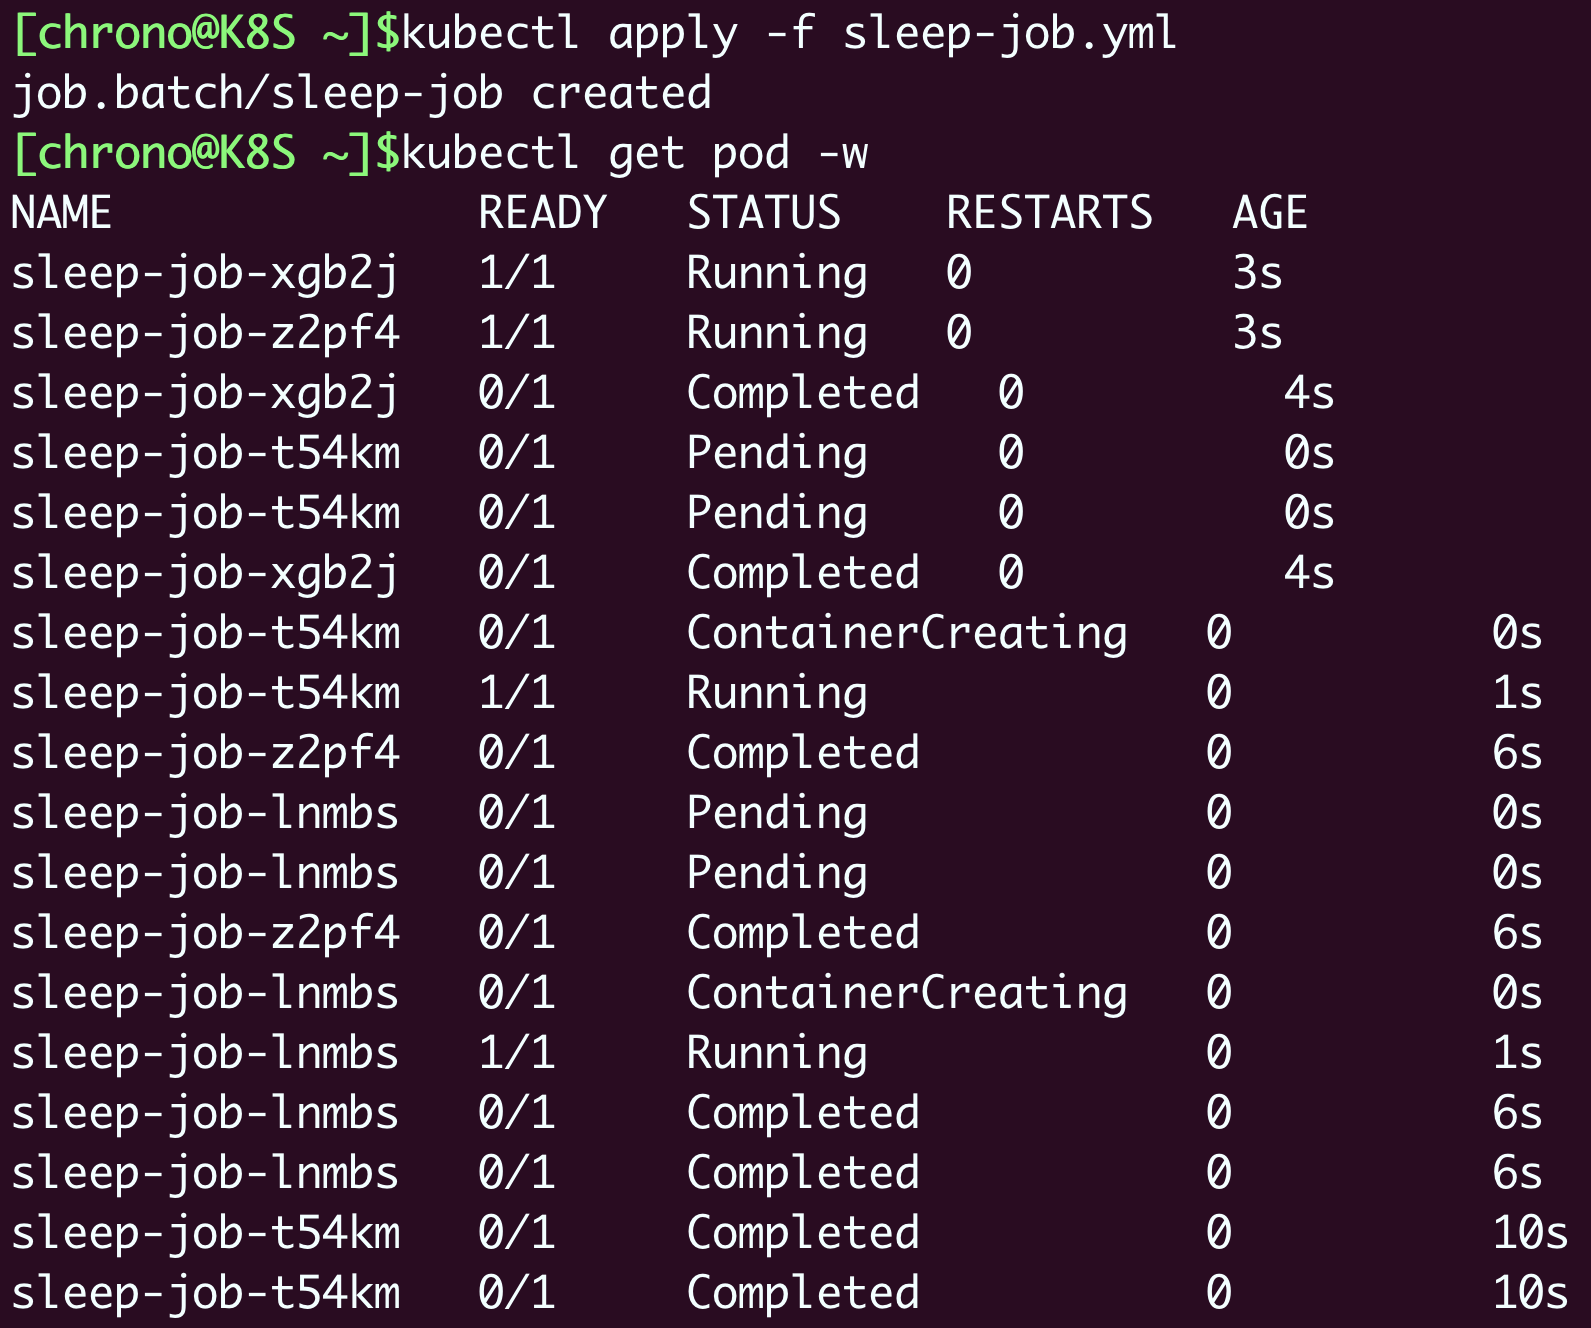 [chrono@K8S ~]$kubectl apply -f sleep-job.yml
job.batch/sleep-job created
[chrono@K8S ~]$kubectl get pod -w
NAME              READY   STATUS    RESTARTS   AGE
sleep-job-xgb2j   1/1     Running   0          3s
sleep-job-z2pf4   1/1     Running   0          3s
sleep-job-xgb2j   0/1     Completed   0          4s
sleep-job-t54km   0/1     Pending     0          0s
sleep-job-t54km   0/1     Pending     0          0s
sleep-job-xgb2j   0/1     Completed   0          4s
sleep-job-t54km   0/1     ContainerCreating   0          0s
sleep-job-t54km   1/1     Running             0          1s
sleep-job-z2pf4   0/1     Completed           0          6s
sleep-job-lnmbs   0/1     Pending             0          0s
sleep-job-lnmbs   0/1     Pending             0          0s
sleep-job-z2pf4   0/1     Completed           0          6s
sleep-job-lnmbs   0/1     ContainerCreating   0          0s
sleep-job-lnmbs   1/1     Running             0          1s
sleep-job-lnmbs   0/1     Completed           0          6s
sleep-job-lnmbs   0/1     Completed           0          6s
sleep-job-t54km   0/1     Completed           0          10s
sleep-job-t54km   0/1     Completed           0          10s